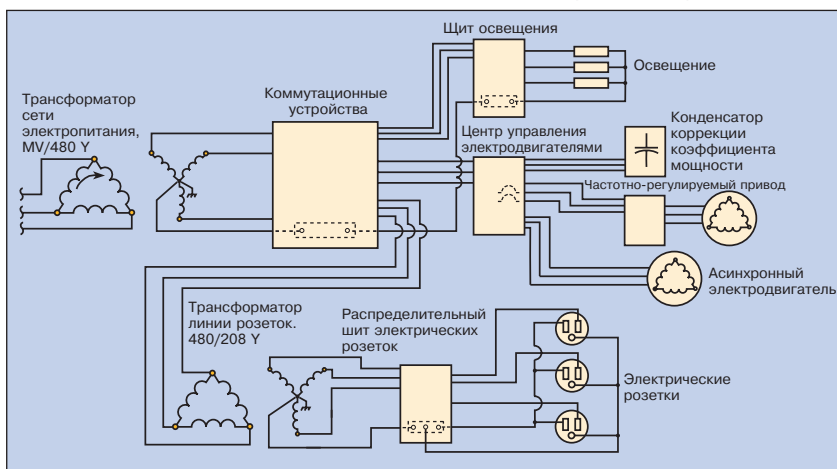 Щит освещения
Освещение
Коммутационные
устройства
Трансформатор
сети
электропитания,
MV/480 Y
Центр управления
электродвигателями
Конденсатор
коррекции
коэффициента
мощности
Частотно-регулируемый привод
Асинхронный
электродвигатель
Трансформатор
линии розеток.
480/208 Y
Распределительный
шит электрических
розеток
Электрические
розетки